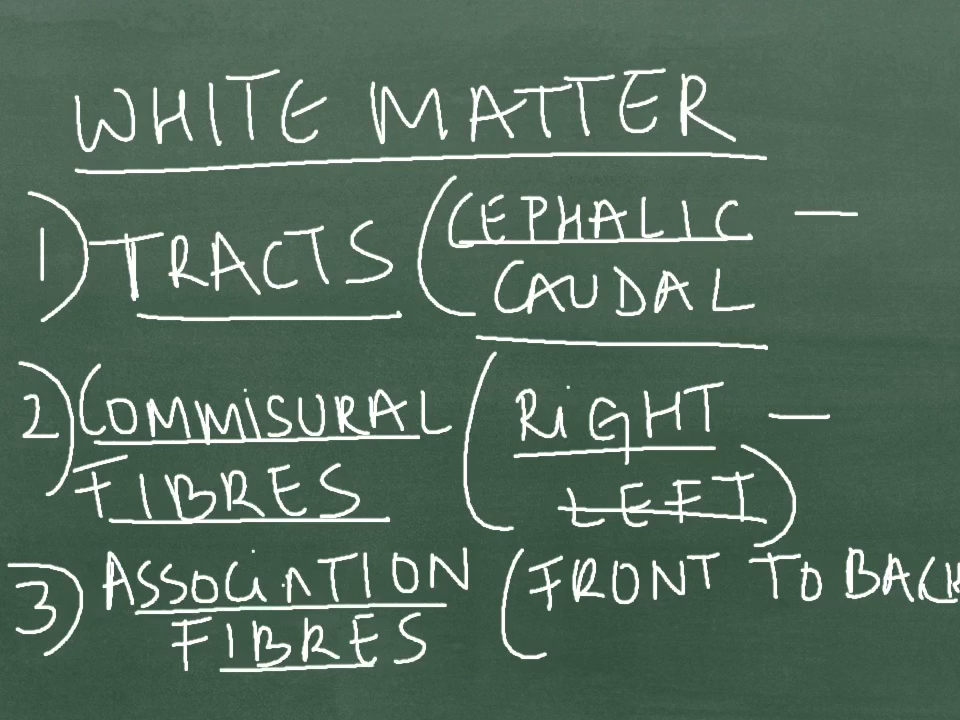 WHITE MATTER
1) TRACTS (CEPHALIC —
CAUDAL
2) COMMISURAL (RIGHT —
FIBRES LEFT)
3) ASSOCIATION (FRONT TO BACK
FIBRES